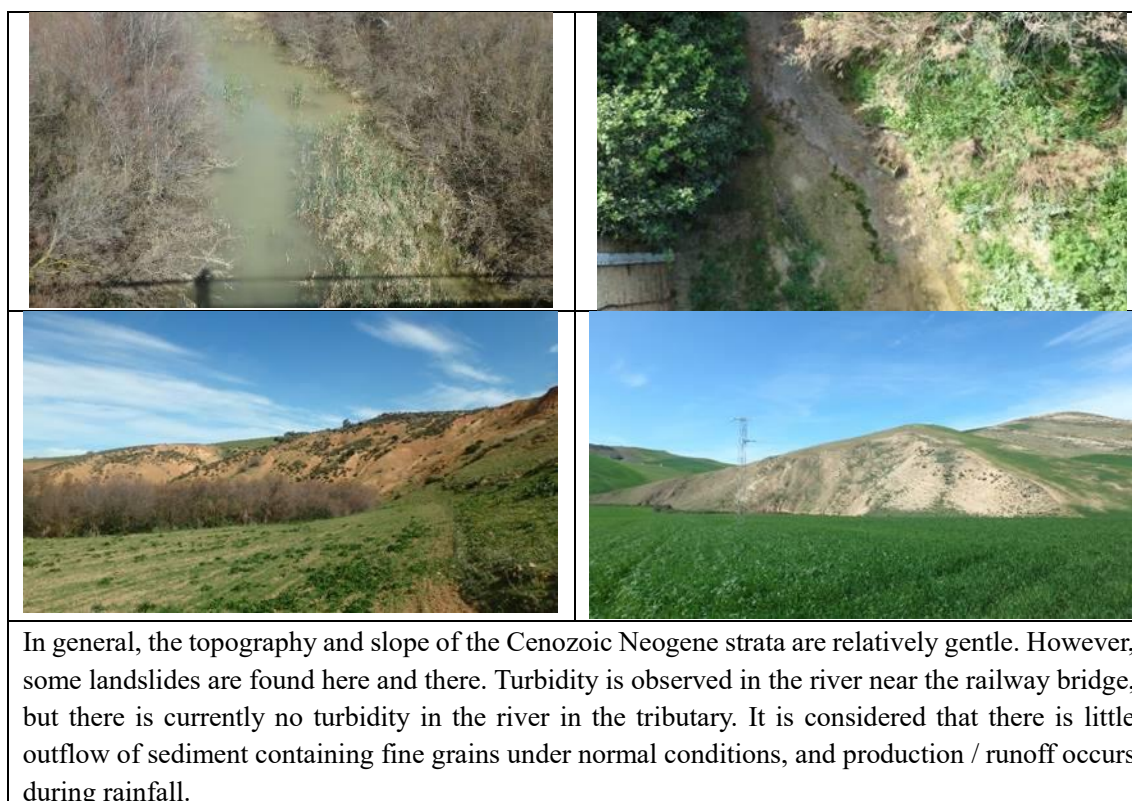 In general, the topography and slope of the Cenozoic Neogene strata are relatively gentle. However,
some landslides are found here and there. Turbidity is observed in the river near the railway bridge,
but there is currently no turbidity in the river in the tributary. It is considered that there is little
outflow of sediment containing fine grains under normal conditions, and production / runoff occurs
during rainfall.